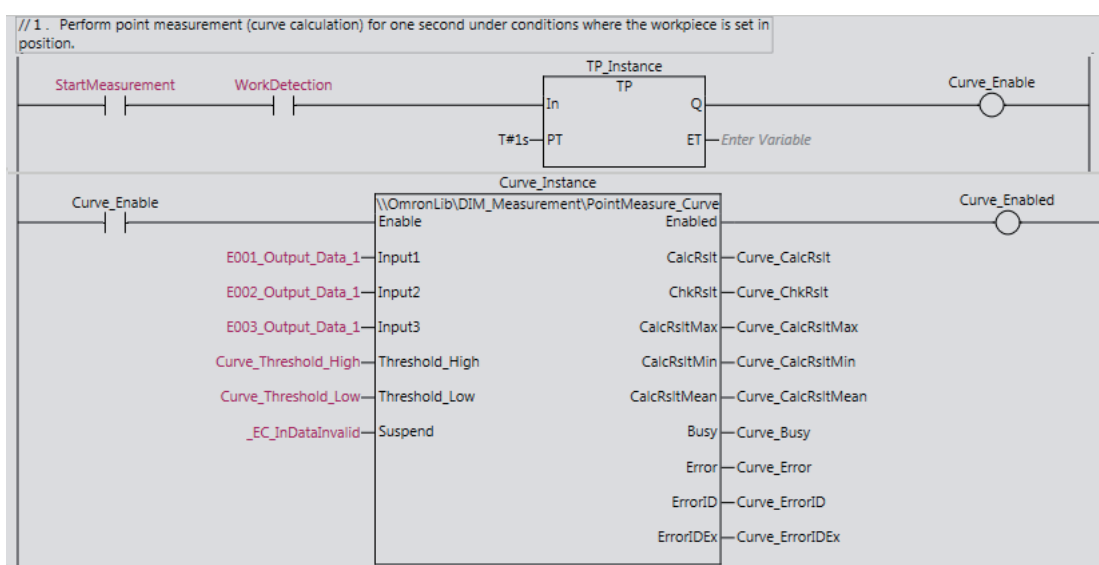 // 1 .  Perform point measurement (curve calculation) for one second under conditions where the workpiece is set in
position.
TP_Instance
StartMeasurement WorkDetection TP Curve_Enable
In Q
T#1s PT ET Enter Variable
Curve_Instance
Curve_Enable \\OmronLib\DIM_Measurement\PointMeasure_Curve Curve_Enabled
Enable Enabled
E001_Output_Data_1 Input1 CalcRslt Curve_CalcRslt
E002_Output_Data_1 Input2 ChkRslt Curve_ChkRslt
E003_Output_Data_1 Input3 CalcRsltMax Curve_CalcRsltMax
Curve_Threshold_High Threshold_High CalcRsltMin Curve_CalcRsltMin
Curve_Threshold_Low Threshold_Low CalcRsltMean Curve_CalcRsltMean
_EC_InDataInvalid Suspend Busy Curve_Busy
Error Curve_Error
ErrorID Curve_ErrorID
ErrorIDEx Curve_ErrorIDEx